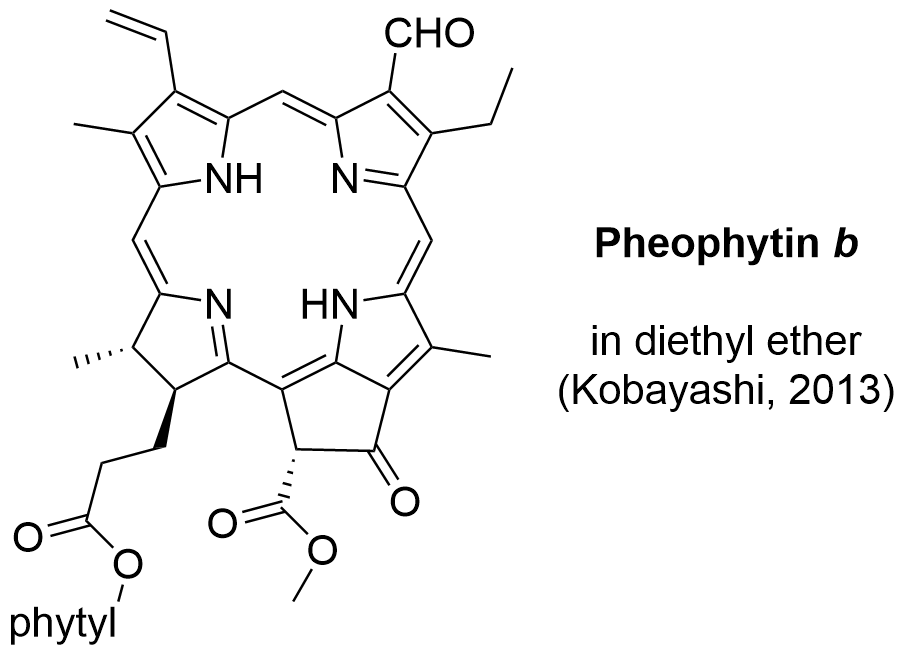 CHO
NH
N
N
HN
Pheophytin b
in diethyl ether
(Kobayashi, 2013)
O
O
O
O
O
phytyl